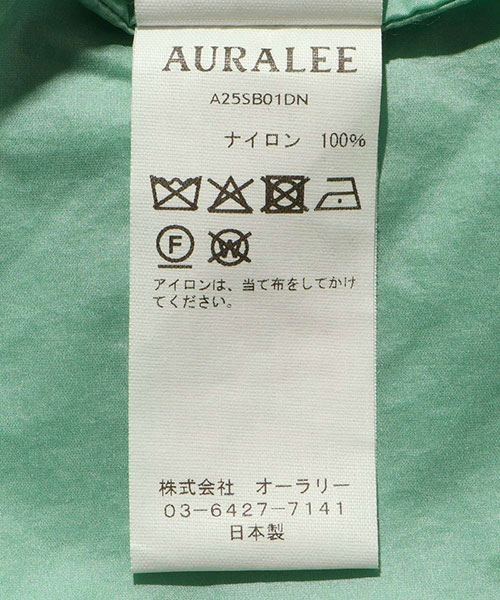 AURALEE
A25SB01DN
ナイロン 100%
F W
アイロンは、当て布をしてかけ
てください。
株式会社 オーラリー
03-6427-7141
日本製